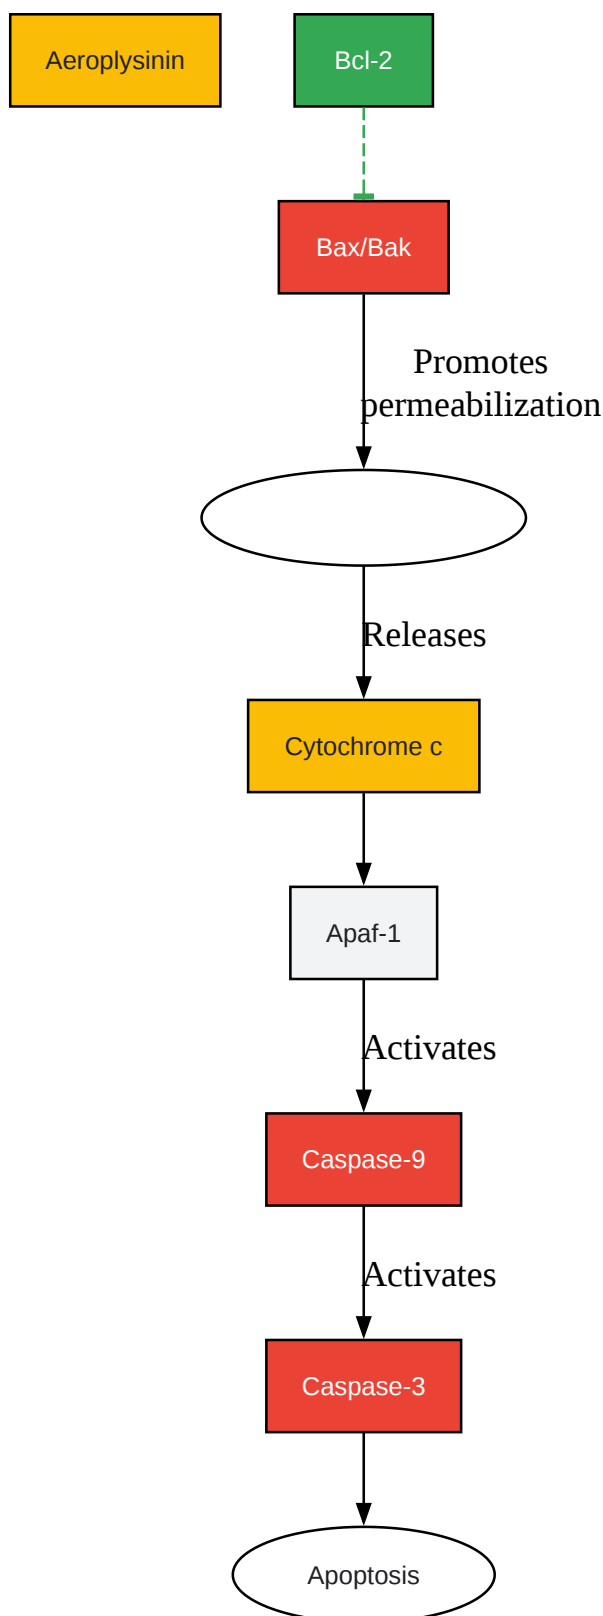 Aeroplysinin
Bcl-2
Bax/Bak
Promotes
permeabilization
Releases
Cytochrome c
Apaf-1
Activates
Caspase-9
Activates
Caspase-3
Apoptosis